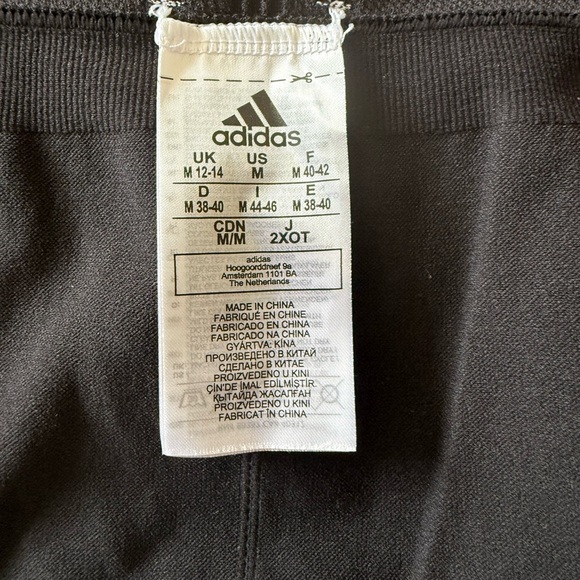 adidas
UK US F
M 12-14 M M 40-42
D I E
M 38-40 M 44-46 M 38-40
CDN J
M/M 2XOT
adidas
Hoogoorddreef 9a
Amsterdam 1101 BA
The Netherlands
MADE IN CHINA
FABRIQUÉ EN CHINE
FABRICADO EN CHINA
FABRICADO NA CHINA
GYÁRTVA: KÍNA
ПРОИЗВЕДЕНО В КИТАЙ
СДЕЛАНО В КИТАЕ
PROIZVEDENO U KINI
ÇİN'DE İMAL EDİLMİŞTİR.
ҚЫТАЙДА ЖАСАЛҒАН
PROIZVEDENO U KINI
FABRICAT ÎN CHINA